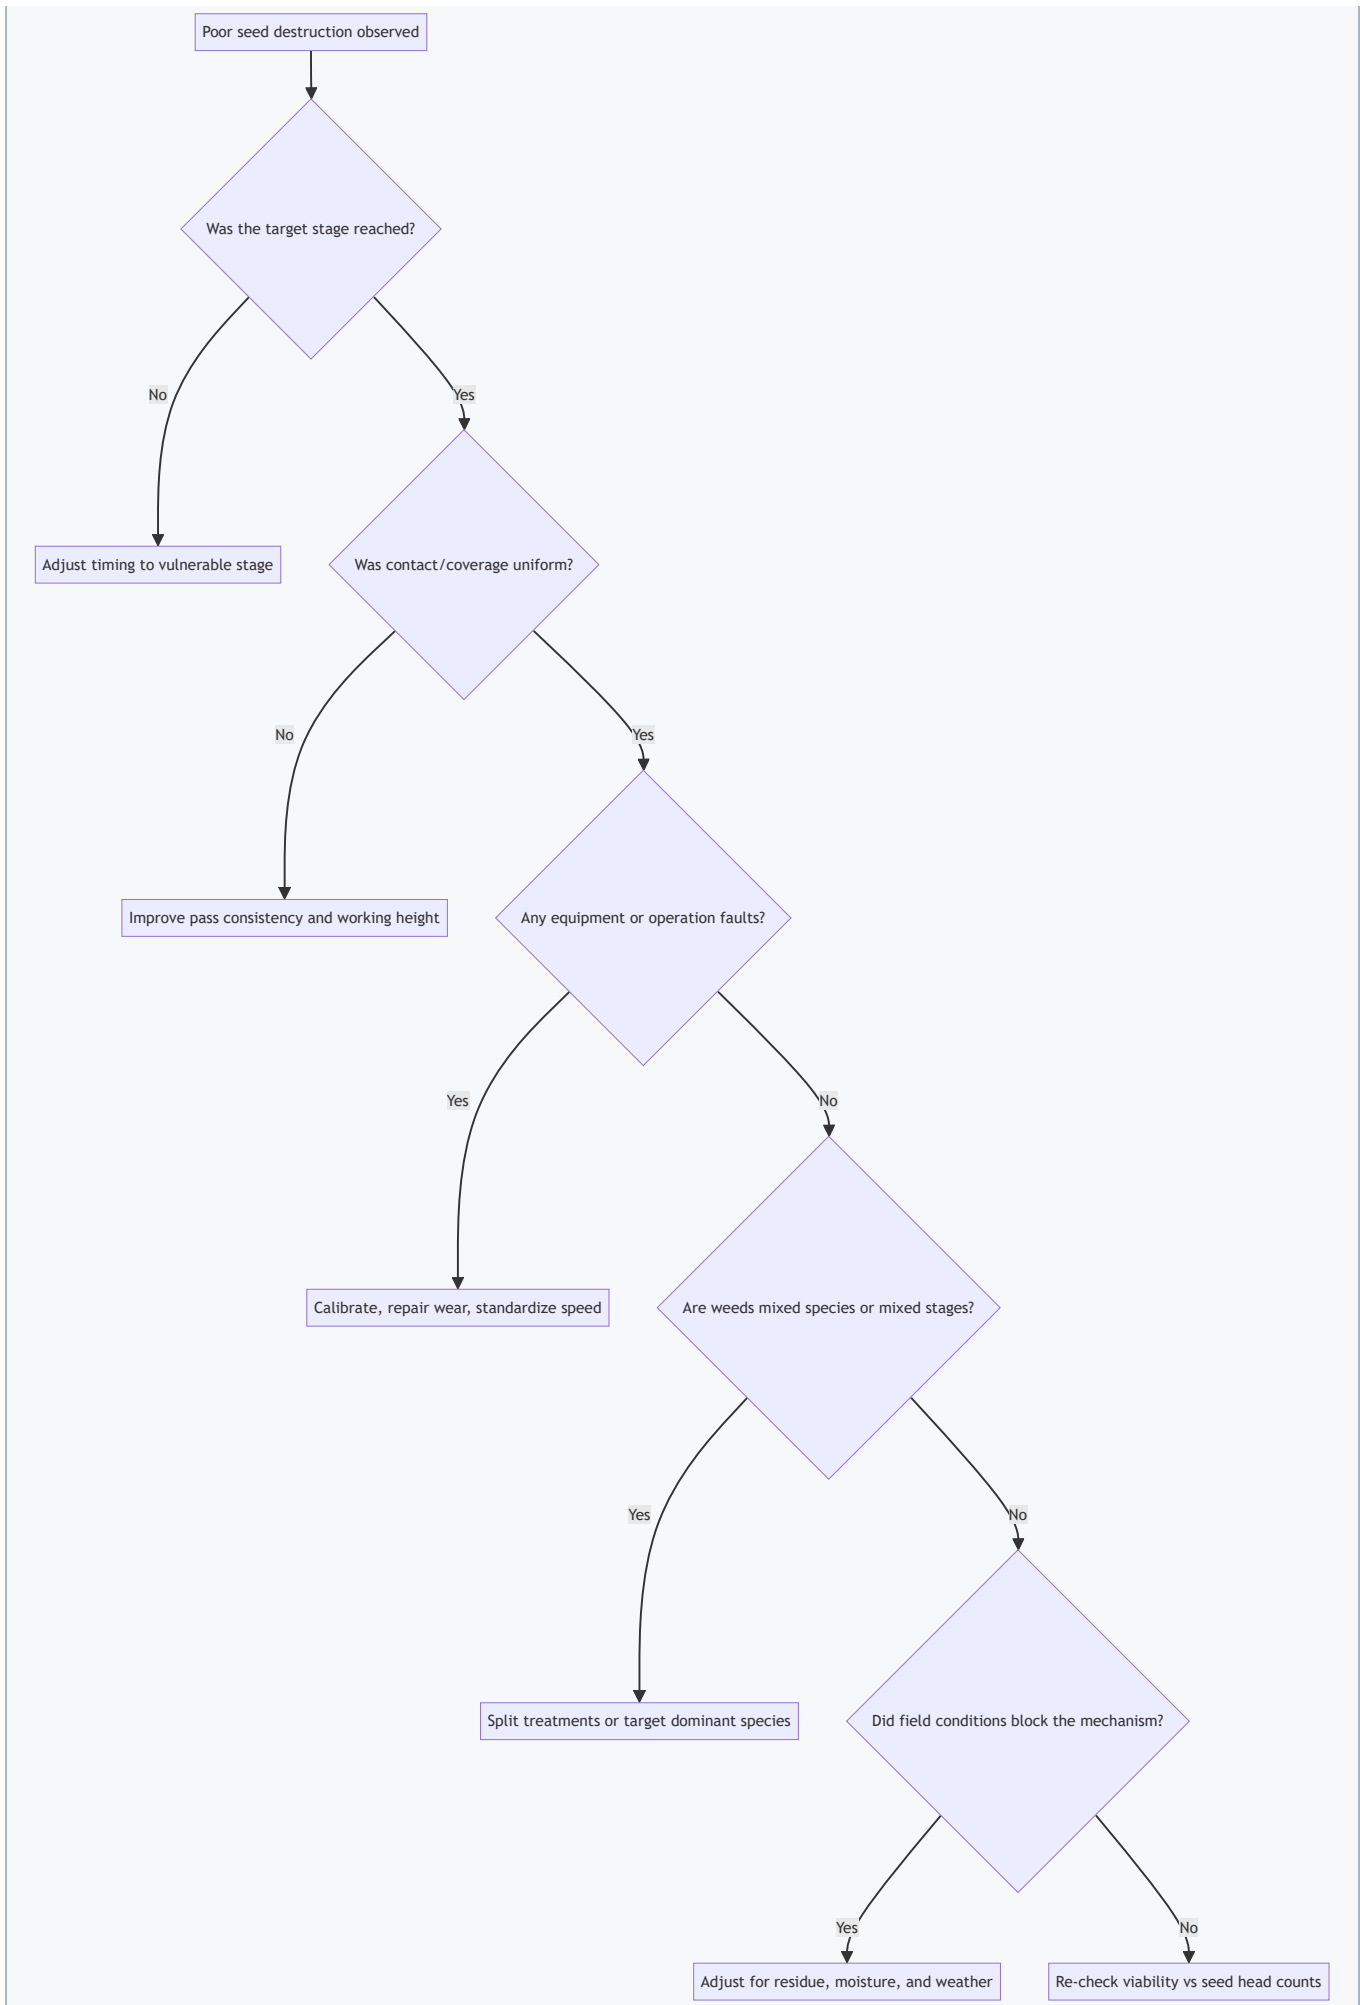 Poor seed destruction observed
Was the target stage reached?
No
Yes
Adjust timing to vulnerable stage
Was contact/coverage uniform?
No
Yes
Improve pass consistency and working height
Any equipment or operation faults?
Yes
No
Calibrate, repair wear, standardize speed
Are weeds mixed species or mixed stages?
Yes
No
Split treatments or target dominant species
Did field conditions block the mechanism?
Yes
No
Adjust for residue, moisture, and weather
Re-check viability vs seed head counts